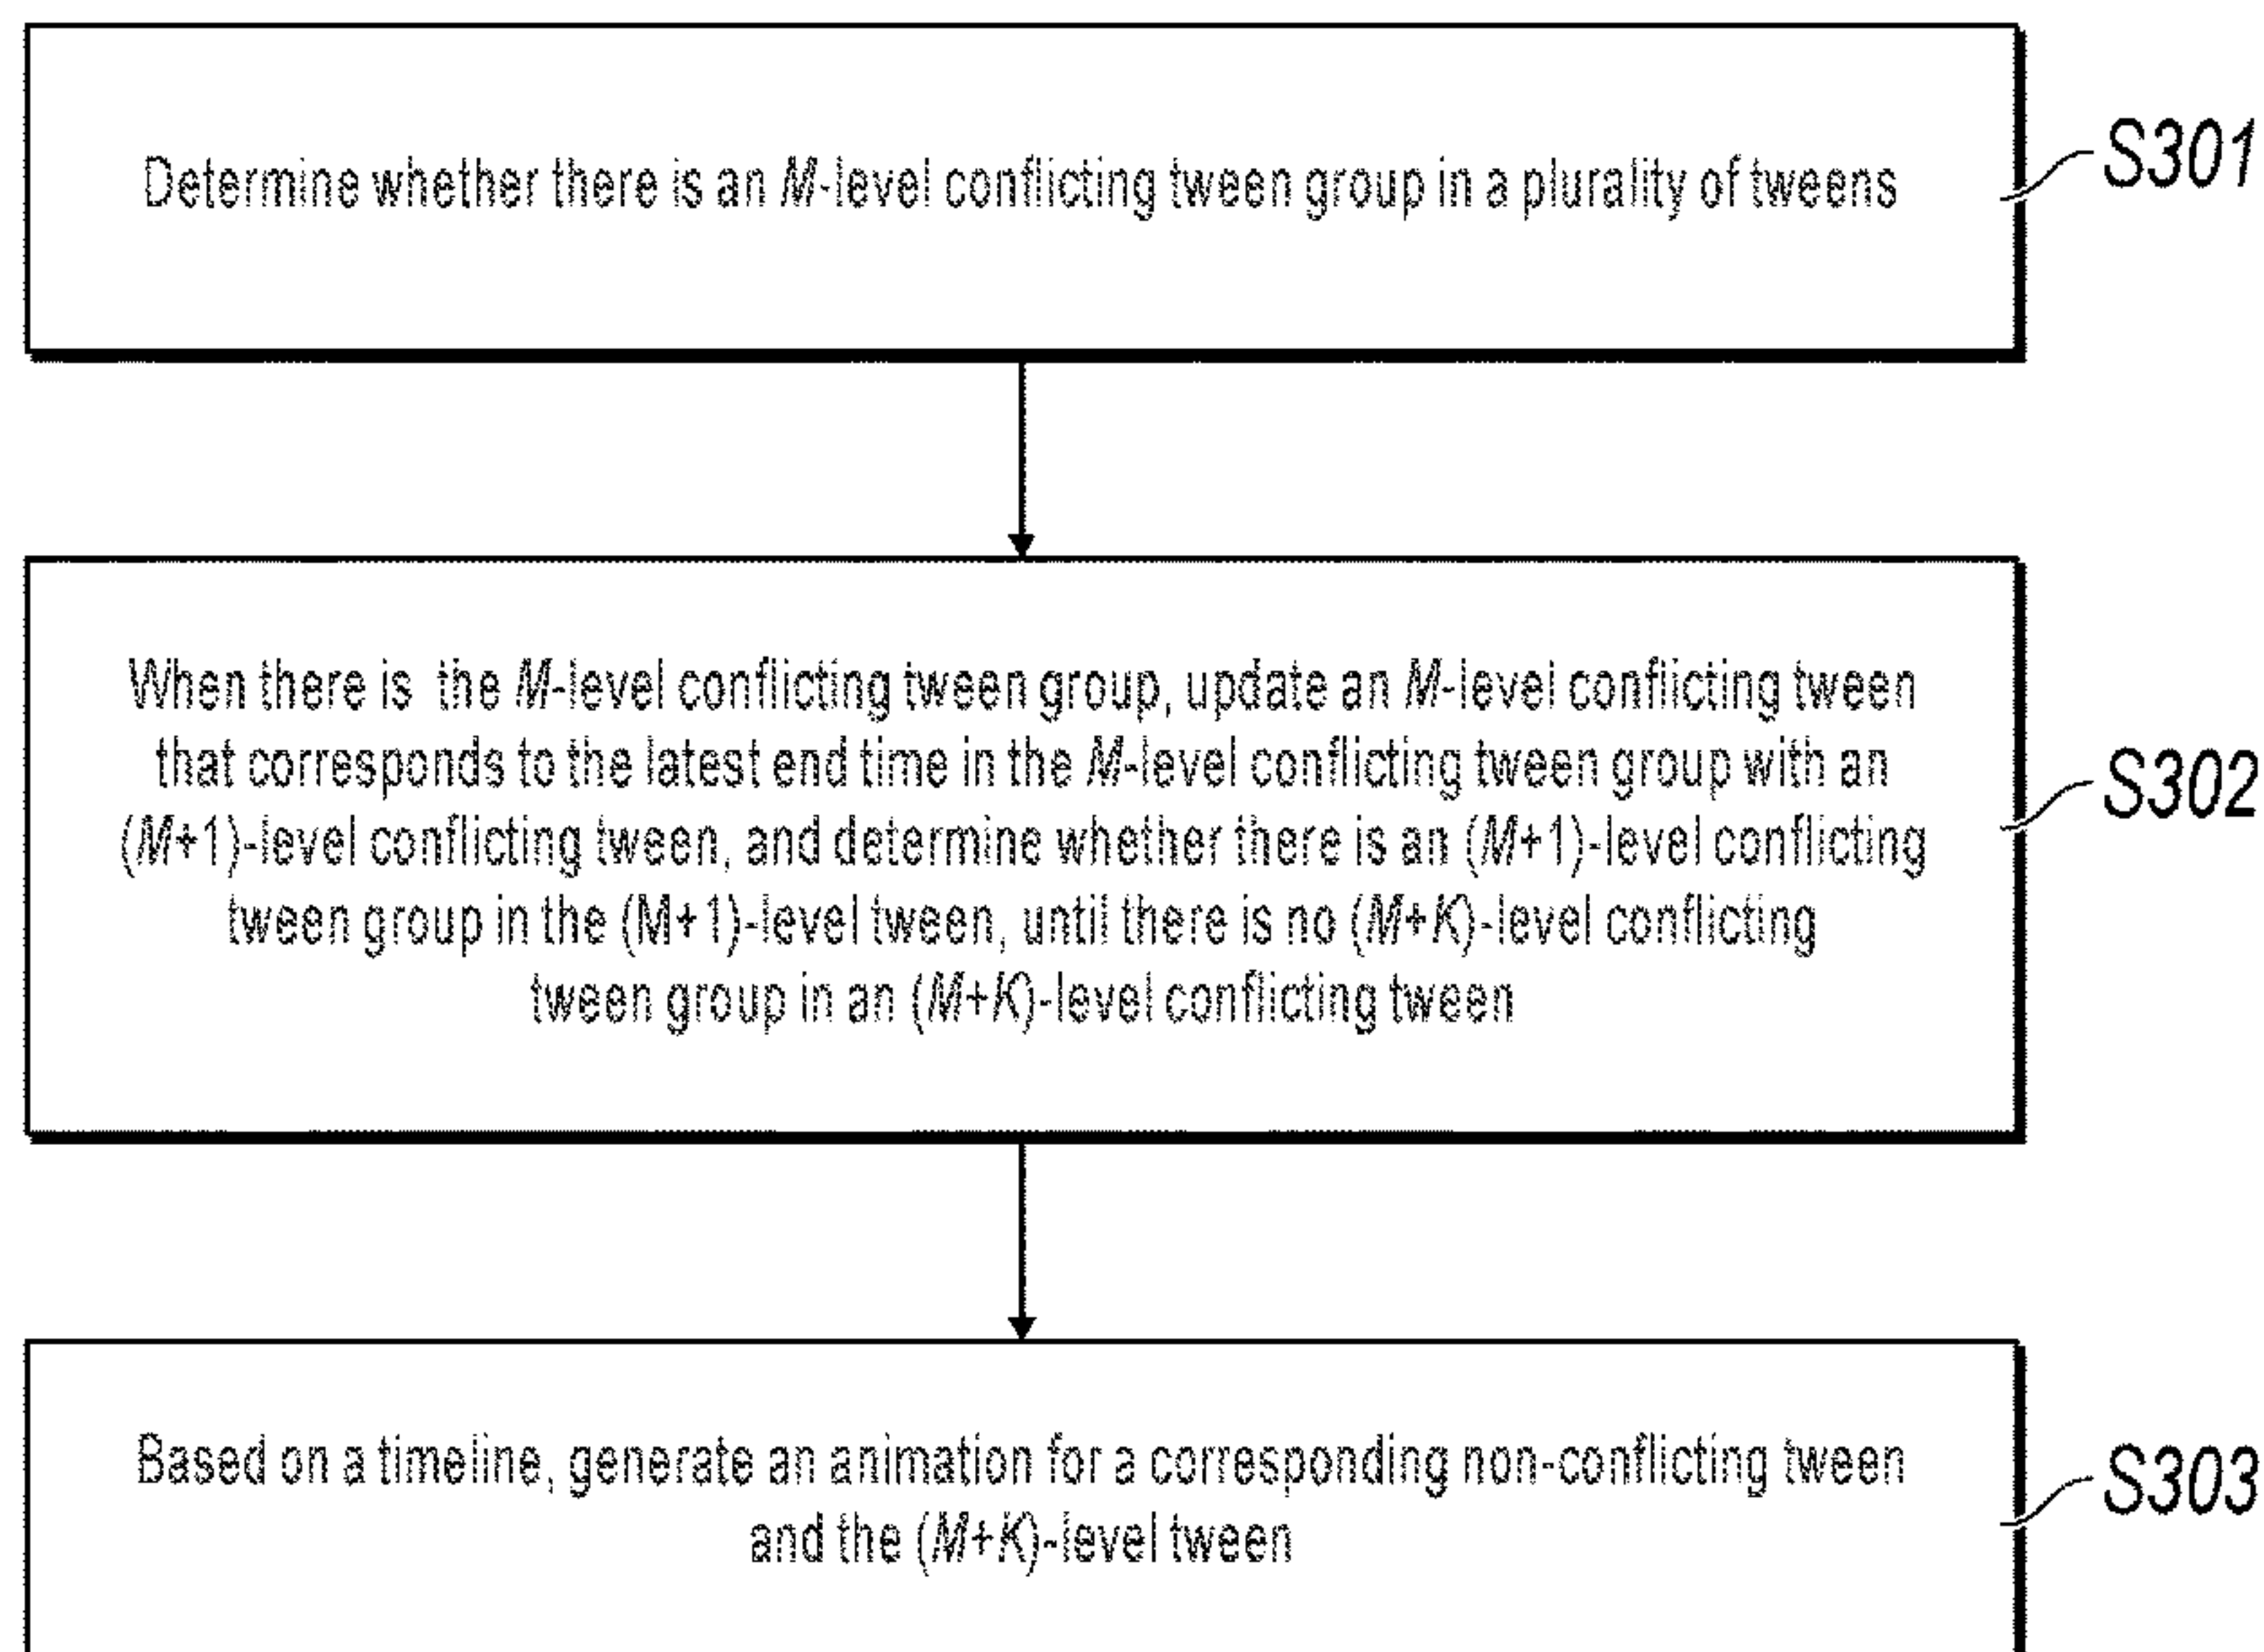 Determine whether there is an M-level conflicting tween group in a plurality of tweens
S301
When there is the M-level conflicting tween group, update an M-level conflicting tween
that corresponds to the latest end time in the M-level conflicting tween group with an
(M+1)-level conflicting tween, and determine whether there is an (M+1)-level conflicting
tween group in the (M+1)-level tween, until there is no (M+K)-level conflicting
tween group in an (M+K)-level conflicting tween
S302
Based on a timeline, generate an animation for a corresponding non-conflicting tween
and the (M+K)-level tween
S303